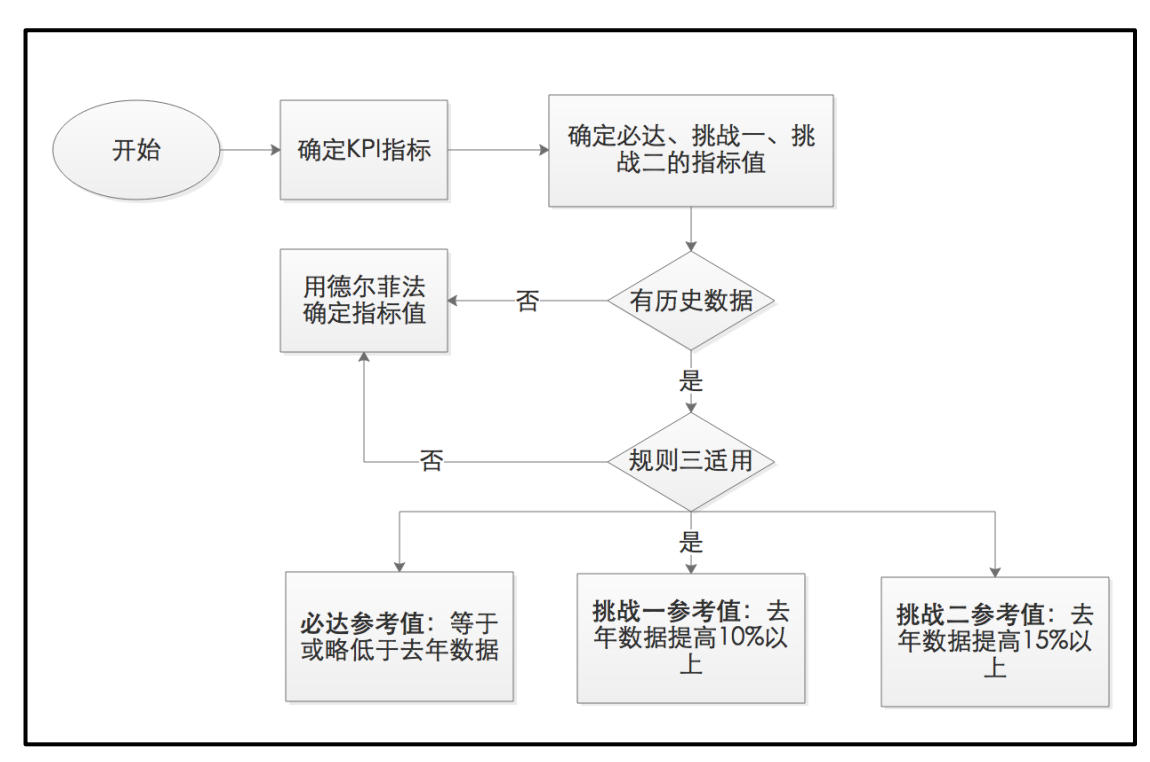 开始
确定KPI指标
确定必达、挑战一、挑
战二的指标值
用德尔菲法
确定指标值
否
有历史数据
是
否
规则三适用
是
必达参考值：等于
或略低于去年数据
挑战一参考值：去
年数据提高10%以
上
挑战二参考值：去
年数据提高15%以
上